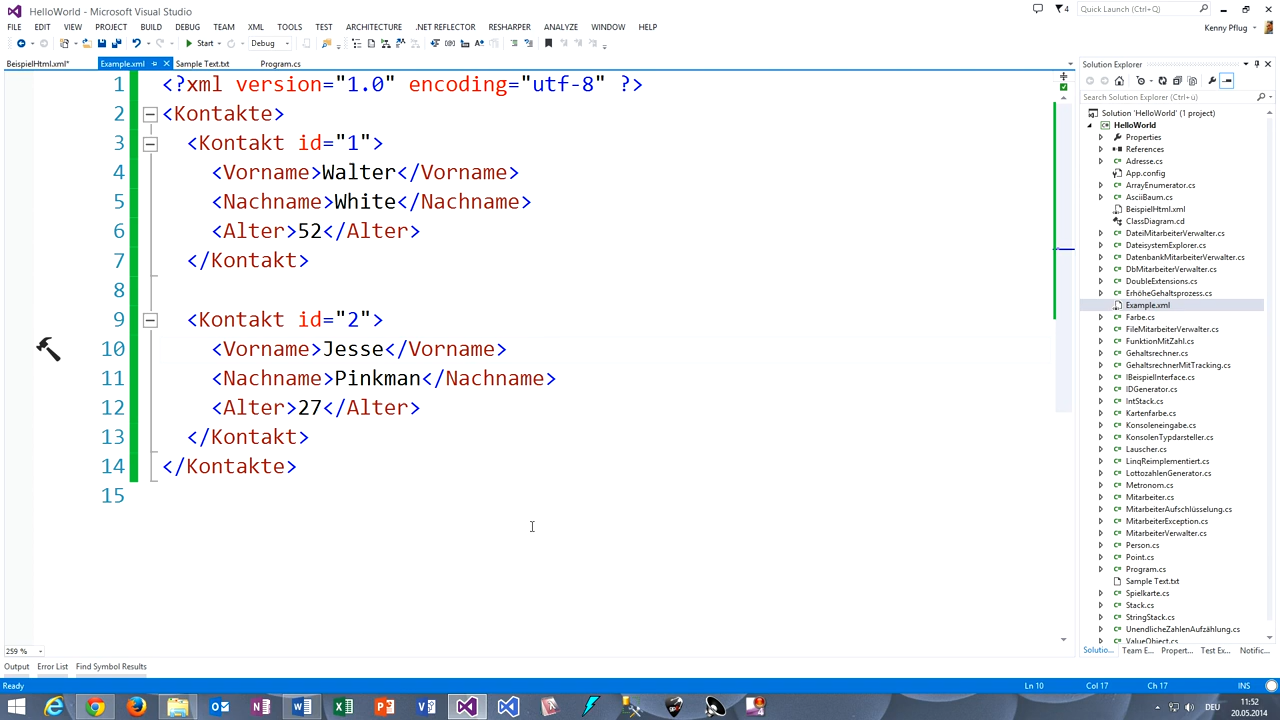 HelloWorld - Microsoft Visual Studio
4
Quick Launch (Ctrl+Q)
FILE EDIT VIEW PROJECT BUILD DEBUG TEAM XML TOOLS TEST ARCHITECTURE .NET REFLECTOR RESHARPER ANALYZE WINDOW HELP
Kenny Pflug
Start Debug
BeispielHtml.xml* Example.xml Sample Text.txt Program.cs
1 <?xml version="1.0" encoding="utf-8" ?>
2 <Kontakte>
3 <Kontakt id="1">
4 <Vorname>Walter</Vorname>
5 <Nachname>White</Nachname>
6 <Alter>52</Alter>
7 </Kontakt>
8
9 <Kontakt id="2">
10 <Vorname>Jesse</Vorname>
11 <Nachname>Pinkman</Nachname>
12 <Alter>27</Alter>
13 </Kontakt>
14 </Kontakte>
15
259 %
Solution Explorer
Search Solution Explorer (Ctrl+ü)
Solution 'HelloWorld' (1 project)
HelloWorld
Properties
References
Adresse.cs
App.config
ArrayEnumerator.cs
AsciiBaum.cs
BeispielHtml.xml
ClassDiagram.cd
DateiMitarbeiterVerwalter.cs
DateisystemExplorer.cs
DatenbankMitarbeiterVerwalter.cs
DbMitarbeiterVerwalter.cs
DoubleExtensions.cs
ErhöheGehaltsprozess.cs
Example.xml
Farbe.cs
FileMitarbeiterVerwalter.cs
FunktionMitZahl.cs
Gehaltsrechner.cs
GehaltsrechnerMitTracking.cs
IBeispielInterface.cs
IDGenerator.cs
IntStack.cs
Kartenfarbe.cs
Konsoleneingabe.cs
KonsolenTypdarsteller.cs
Lauscher.cs
LinqReimplementiert.cs
LottozahlenGenerator.cs
Metronom.cs
Mitarbeiter.cs
MitarbeiterAufschlüsselung.cs
MitarbeiterException.cs
MitarbeiterVerwalter.cs
Person.cs
Point.cs
Program.cs
Sample Text.txt
Spielkarte.cs
Stack.cs
StringStack.cs
UnendlicheZahlenAufzählung.cs
ValueObject.cs
Solutio... Team E... Propert... Test Ex... Notific...
Output Error List Find Symbol Results
Ready Ln 10 Col 17 Ch 17 INS
DEU
11:52
20.05.2014